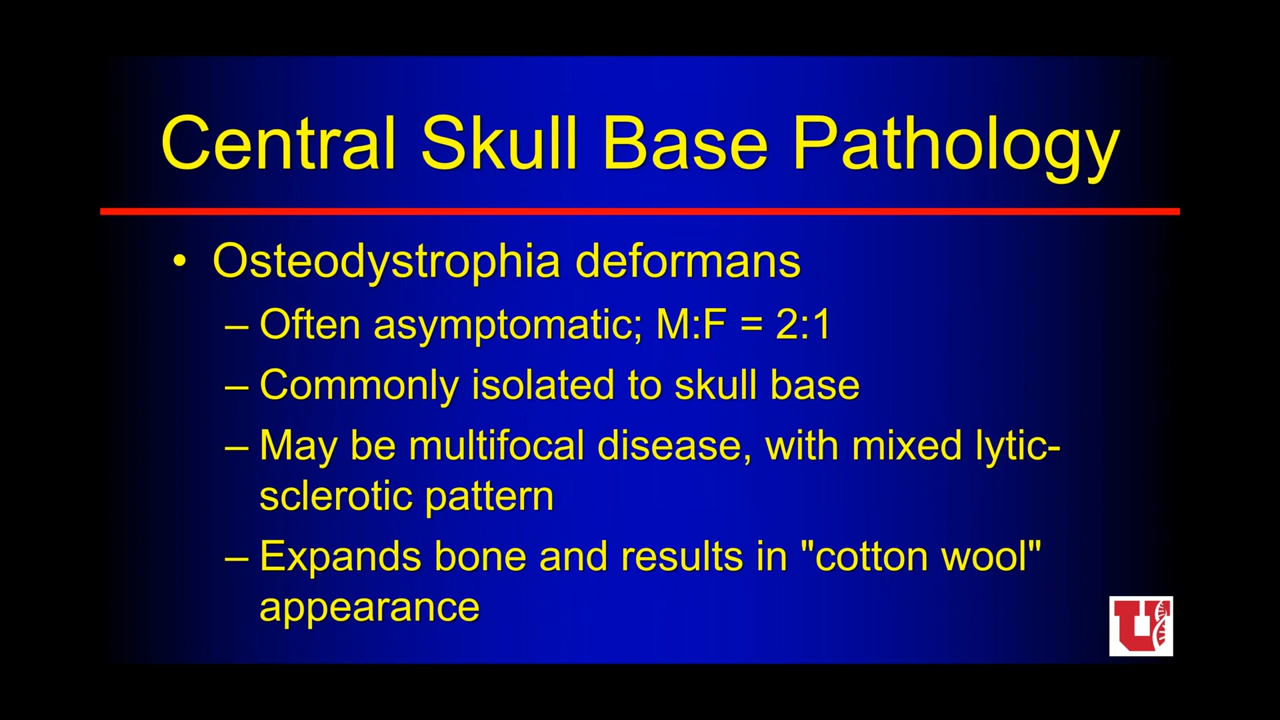 Central Skull Base Pathology
• Osteodystrophia deformans
– Often asymptomatic; M:F = 2:1
– Commonly isolated to skull base
– May be multifocal disease, with mixed lytic-
sclerotic pattern
– Expands bone and results in "cotton wool"
appearance
U